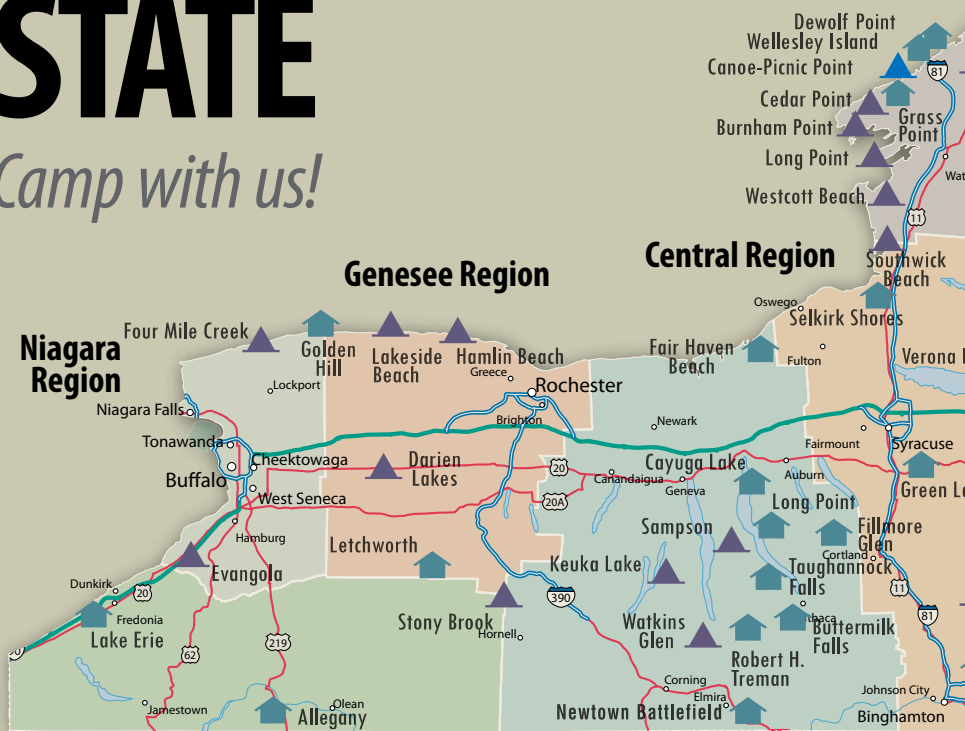 STATE
Camp with us!
Dewolf Point
Wellesley Island
Canoe-Picnic Point
81
Cedar Point
Grass
Point
Burnham Point
Long Point
Westcott Beach
11
Central Region
Southwick
Beach
Genesee Region
Oswego
Selkirk Shores
Four Mile Creek
Niagara
Region
Golden
Hill
Lakeside
Beach
Hamlin Beach
Greece
Fair Haven
Beach
Fulton
Verona
Lockport
Rochester
Niagara Falls
Brighton
Newark
Tonawanda
Fairmount
Syracuse
Cheektowaga
Buffalo
Darien
Lakes
20
Canandaigua
Geneva
Cayuga Lake
Auburn
West Seneca
20A
Long Point
Green
Hamburg
Sampson
Fillmore
Glen
Cortland
Letchworth
Keuka Lake
Taughannock
Falls
Evangola
Dunkirk
20
390
11
Fredonia
Lake Erie
Stony Brook
Hornell
Watkins
Glen
Buttermilk
Falls
81
219
62
Robert H.
Treman
Corning
Elmira
Johnson City
Jamestown
Olean
Allegany
Newtown Battlefield
Binghamton